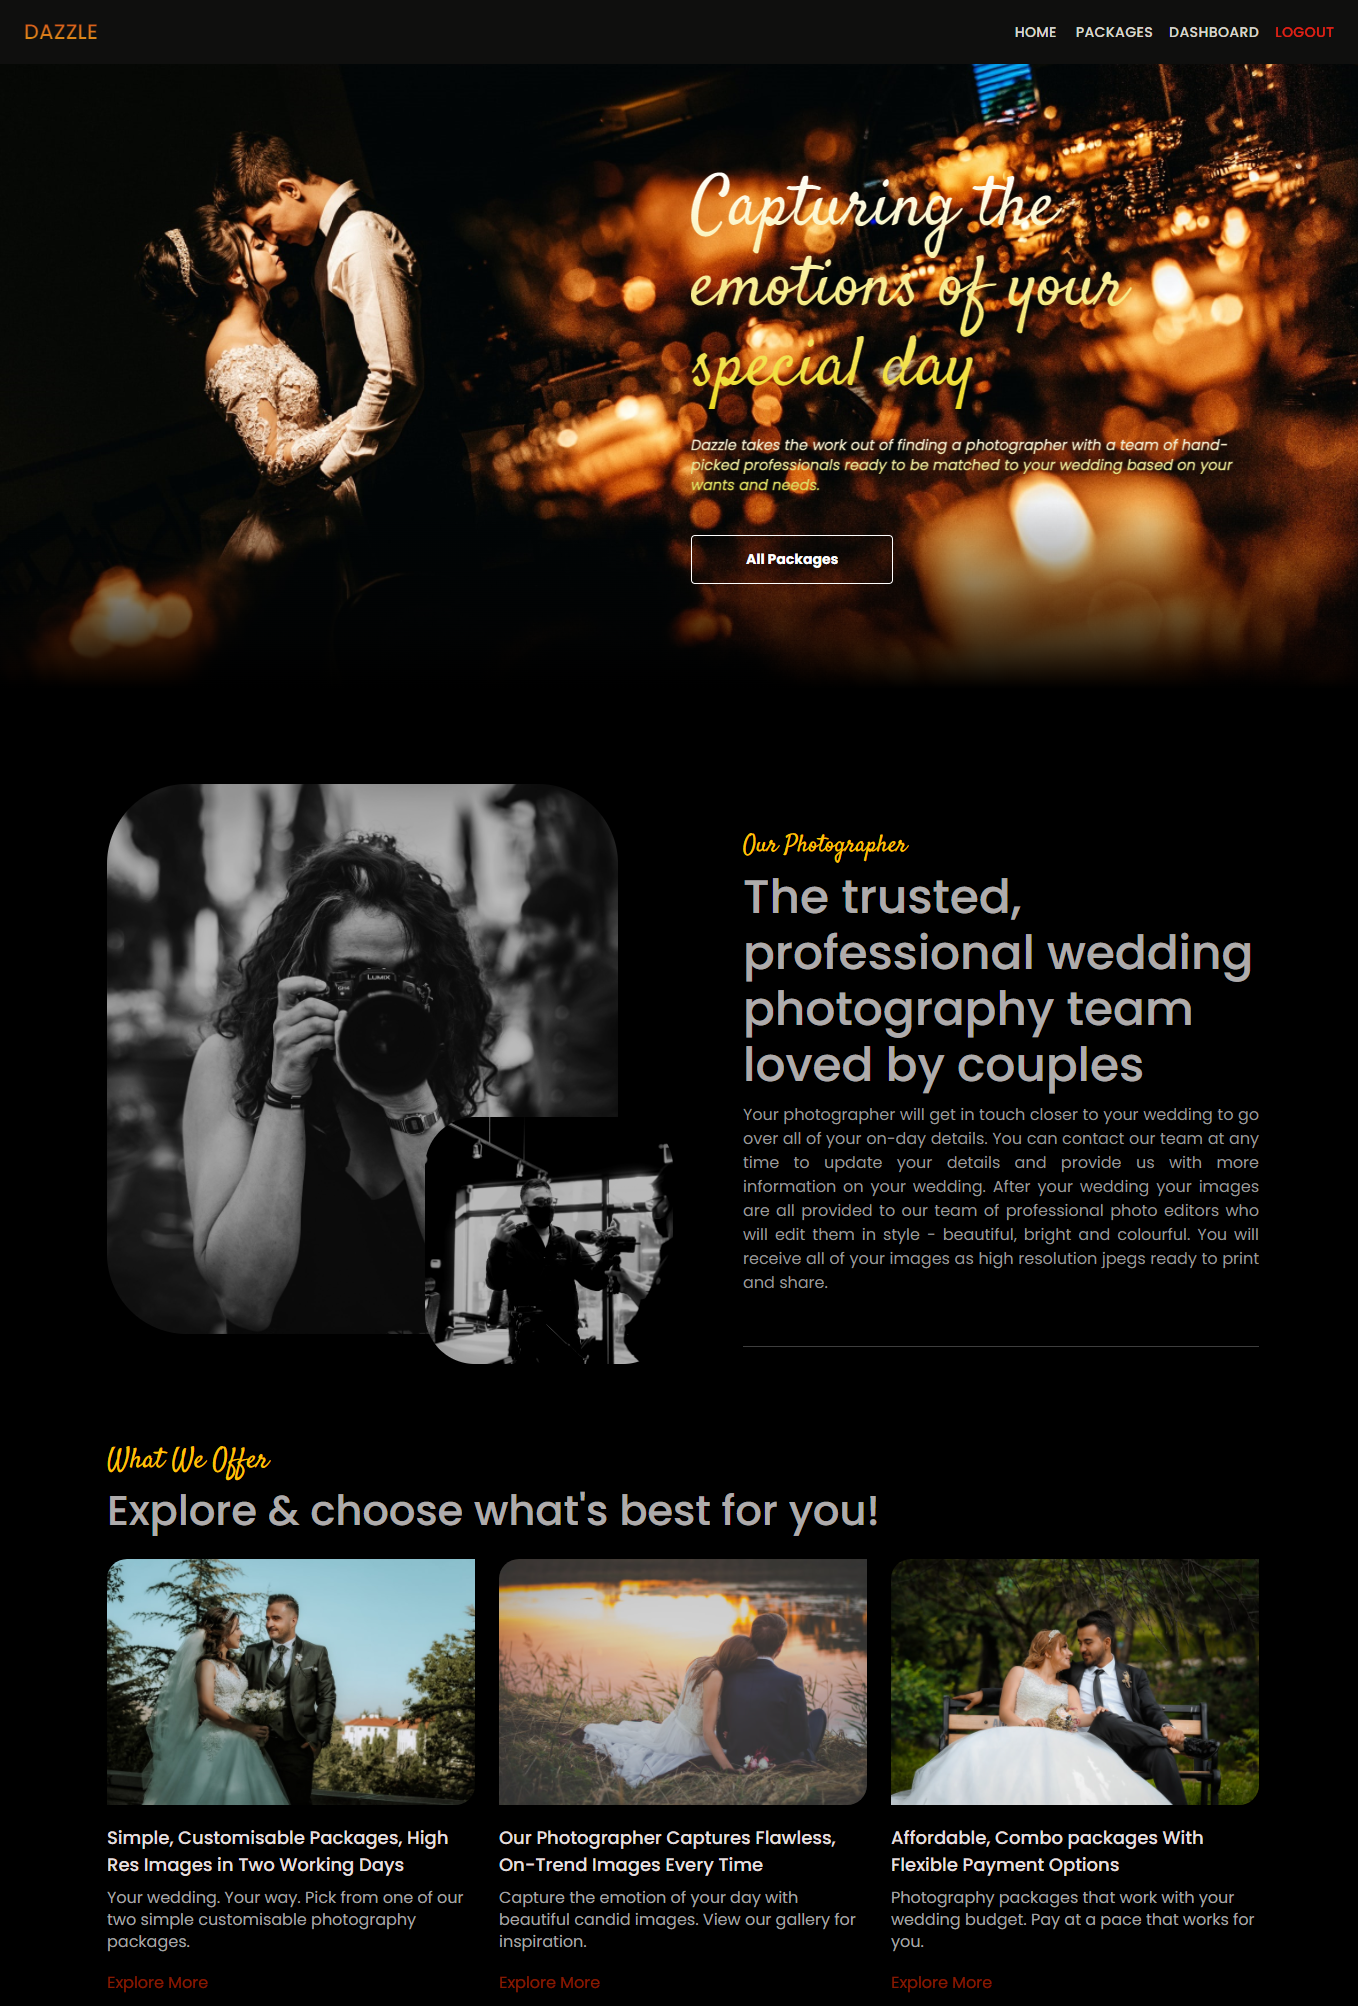 DAZZLE
HOME PACKAGES DASHBOARD LOGOUT
Capturing the
emotions of your
special day
Dazzle takes the work out of finding a photographer with a team of hand-
picked professionals ready to be matched to your wedding based on your
wants and needs.
All Packages
LUMIX
Our Photographer
The trusted,
professional wedding
photography team
loved by couples
Your photographer will get in touch closer to your wedding to go
over all of your on-day details. You can contact our team at any
time to update your details and provide us with more
information on your wedding. After your wedding your images
are all provided to our team of professional photo editors who
will edit them in style - beautiful, bright and colourful. You will
receive all of your images as high resolution jpegs ready to print
and share.
What We Offer
Explore & choose what's best for you!
Simple, Customisable Packages, High
Res Images in Two Working Days
Your wedding. Your way. Pick from one of our
two simple customisable photography
packages.
Explore More
Our Photographer Captures Flawless,
On-Trend Images Every Time
Capture the emotion of your day with
beautiful candid images. View our gallery for
inspiration.
Explore More
Affordable, Combo packages With
Flexible Payment Options
Photography packages that work with your
wedding budget. Pay at a pace that works for
you.
Explore More